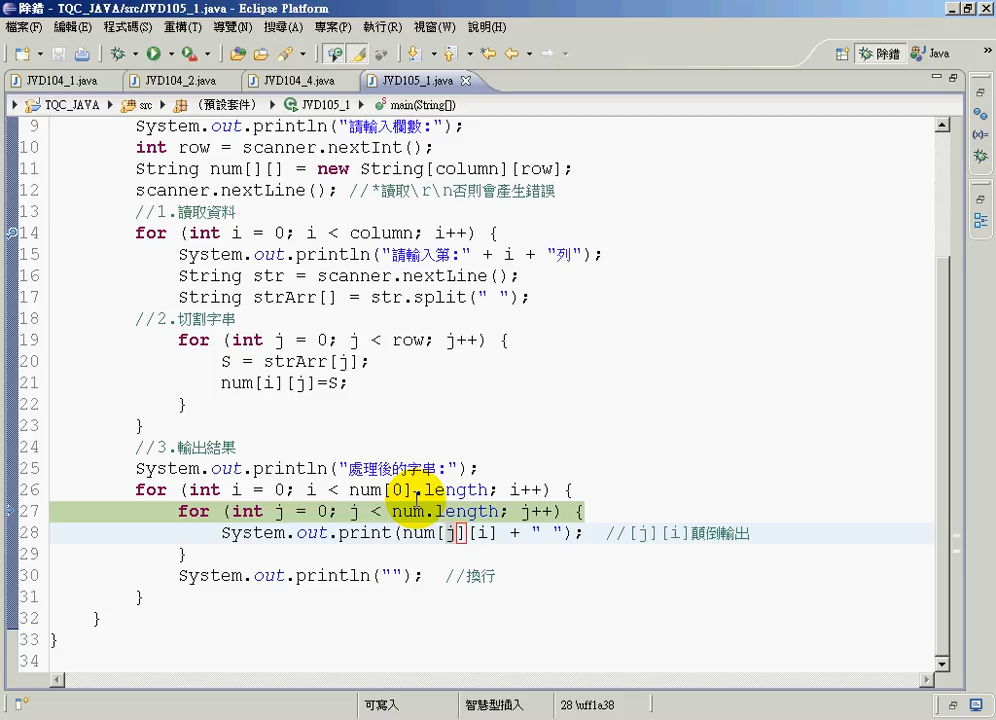 除錯 - TQC_JAVA/src/JVD105_1.java - Eclipse Platform
檔案(F) 編輯(E) 程式碼(S) 重構(T) 導覽(N) 搜尋(A) 專案(P) 執行(R) 視窗(W) 說明(H)
除錯 Java
JVD104_1.java JVD104_2.java JVD104_4.java JVD105_1.java
TQC_JAVA src (預設套件) JVD105_1 main(String[])
9 System.out.println("請輸入欄數:");
10 int row = scanner.nextInt();
11 String num[][] = new String[column][row];
12 scanner.nextLine(); //*讀取\r\n否則會產生錯誤
13 //1.讀取資料
14 for (int i = 0; i < column; i++) {
15 System.out.println("請輸入第:" + i + "列");
16 String str = scanner.nextLine();
17 String strArr[] = str.split(" ");
18 //2.切割字串
19 for (int j = 0; j < row; j++) {
20 S = strArr[j];
21 num[i][j]=S;
22 }
23 }
24 //3.輸出結果
25 System.out.println("處理後的字串:");
26 for (int i = 0; i < num[0].length; i++) {
27 for (int j = 0; j < num.length; j++) {
28 System.out.print(num[j][i] + " "); //[j][i]顛倒輸出
29 }
30 System.out.println(""); //換行
31 }
32 }
33 }
34
可寫入 智慧型插入 28 \uff1a38